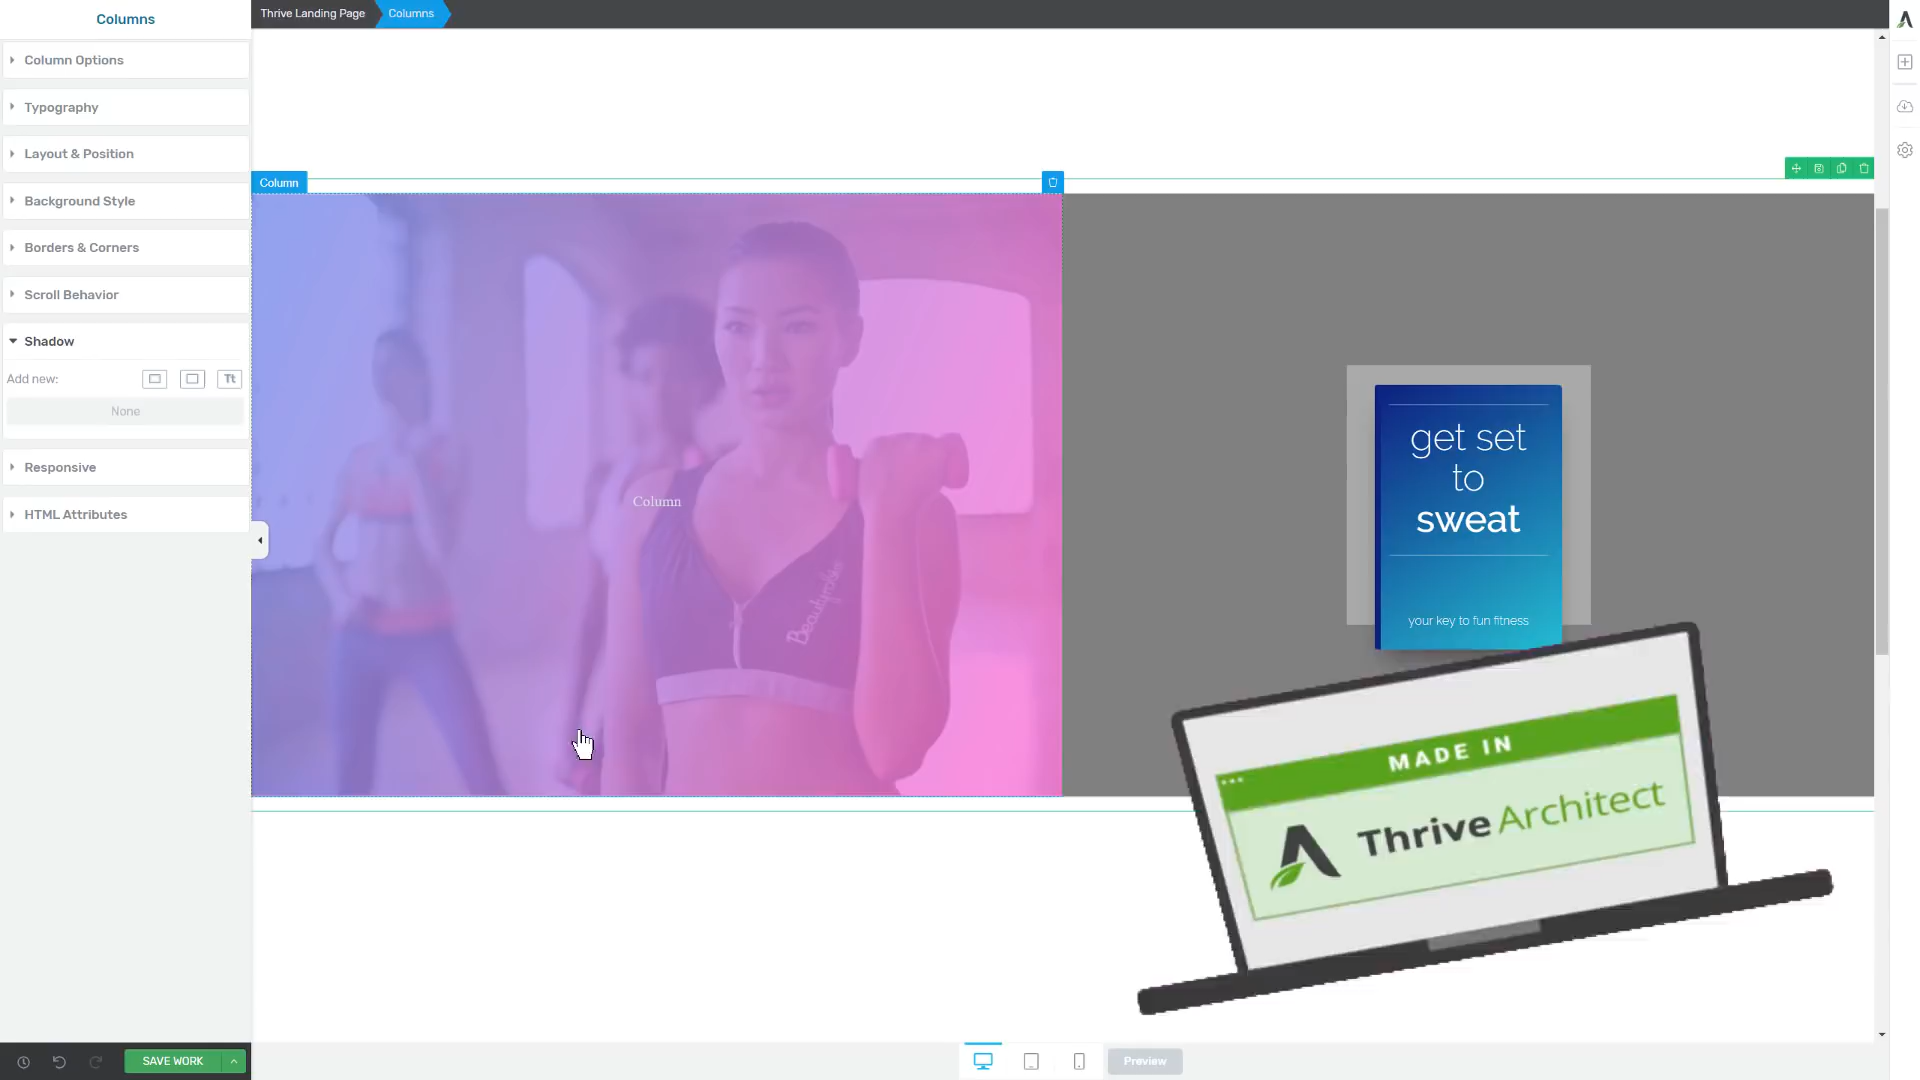 Columns
Thrive Landing Page
Columns
Column Options
Typography
Layout & Position
Background Style
Borders & Corners
Scroll Behavior
Shadow
Add new:
Tt
None
Responsive
HTML Attributes
Column
Column
Beautyrobic
get set
to
sweat
your key to fun fitness
MADE IN
Thrive Architect
SAVE WORK
Preview